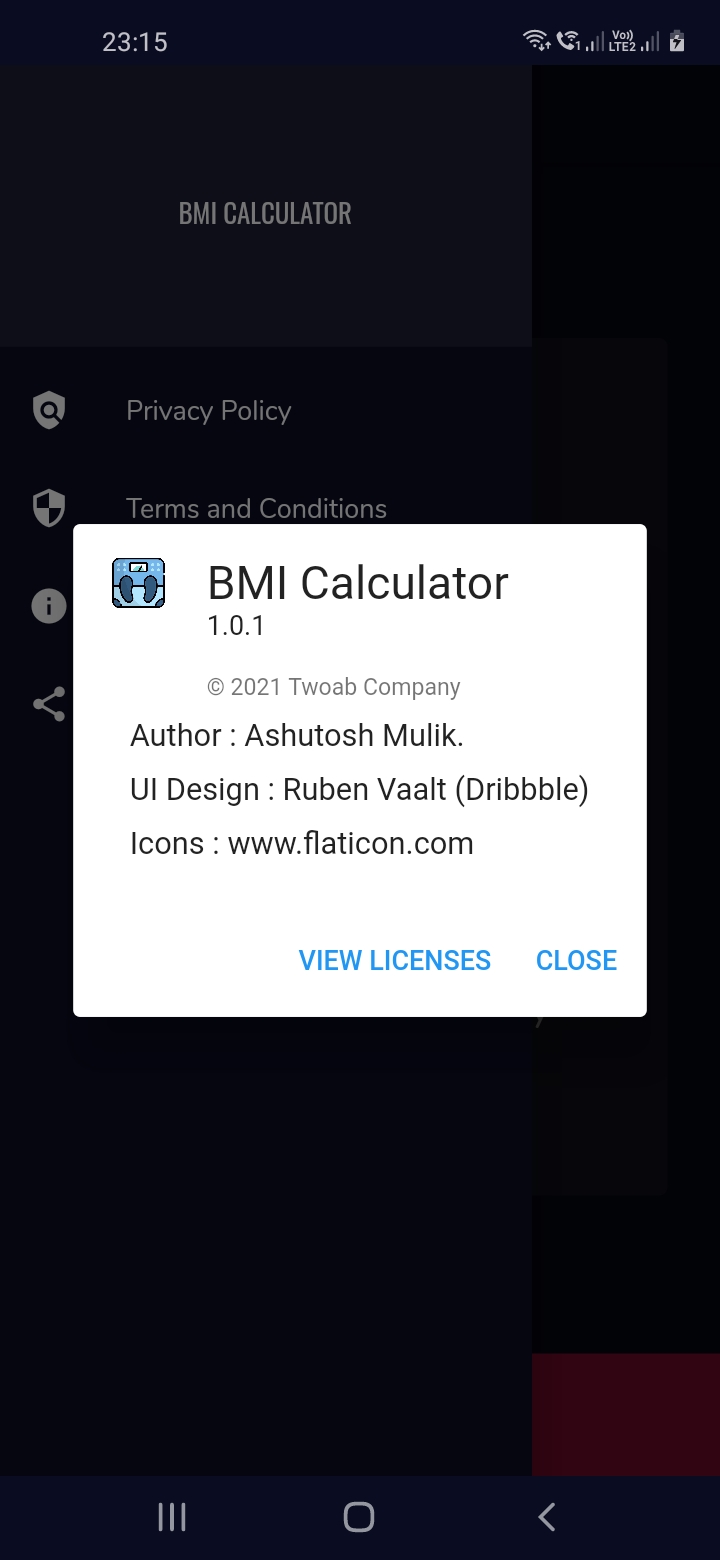 23:15
Vo))
LTE2
1
BMI CALCULATOR
Privacy Policy
Terms and Conditions
BMI Calculator
1.0.1
© 2021 Twoab Company
Author : Ashutosh Mulik.
UI Design : Ruben Vaalt (Dribbble)
Icons : www.flaticon.com
VIEW LICENSES
CLOSE